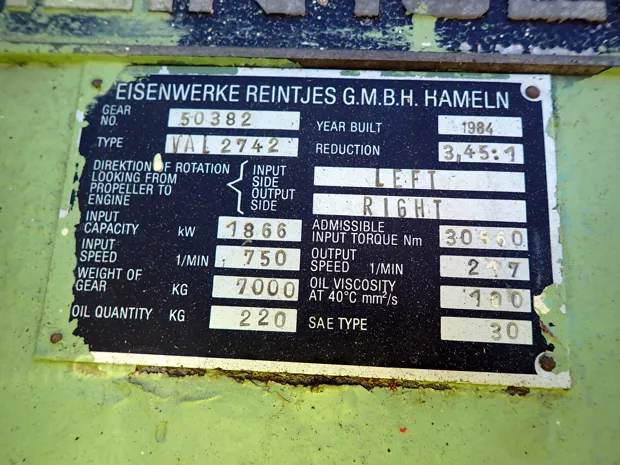 EISENWERKE REINTJES G.M.B.H. HAMELN
GEAR NO. 50382 YEAR BUILT 1984
TYPE VAL 2742 REDUCTION 3,45:1
DIREKTION OF ROTATION
LOOKING FROM
PROPELLER TO
ENGINE
INPUT SIDE LEFT
OUTPUT SIDE RIGHT
INPUT CAPACITY kW 1866 ADMISSIBLE INPUT TORQUE Nm
INPUT SPEED 1/MIN 750 OUTPUT SPEED 1/MIN 217
WEIGHT OF GEAR KG 7000 OIL VISCOSITY AT 40°C mm²/s 100
OIL QUANTITY KG 220 SAE TYPE 30